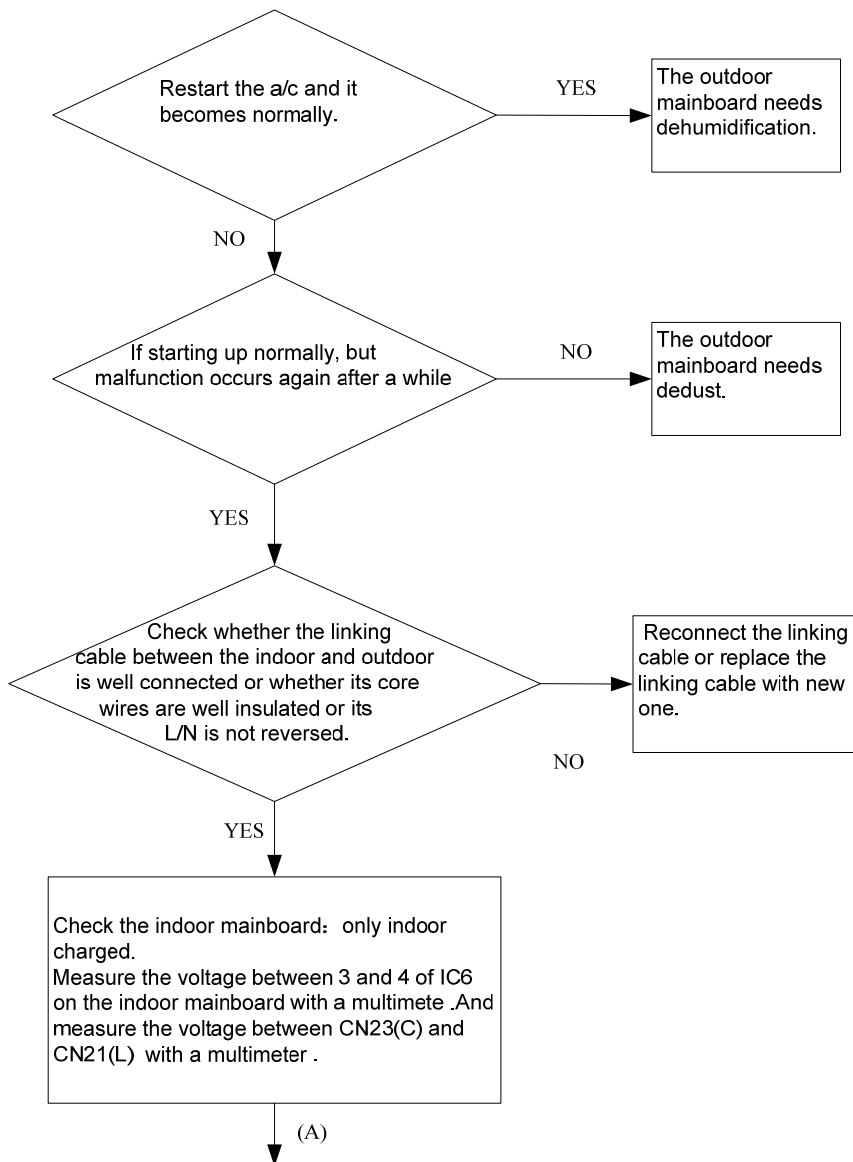 Restart the a/c and it
becomes normally.
YES
The outdoor
mainboard needs
dehumidification.
NO
If starting up normally, but
malfunction occurs again after a while
NO
The outdoor
mainboard needs
dedust.
YES
Check whether the linking
cable between the indoor and outdoor
is well connected or whether its core
wires are well insulated or its
L/N is not reversed.
NO
Reconnect the linking
cable or replace the
linking cable with new
one.
YES
Check the indoor mainboard：only indoor
charged.
Measure the voltage between 3 and 4 of IC6
on the indoor mainboard with a multimete .And
measure the voltage between CN23(C) and
CN21(L) with a multimeter .
(A)